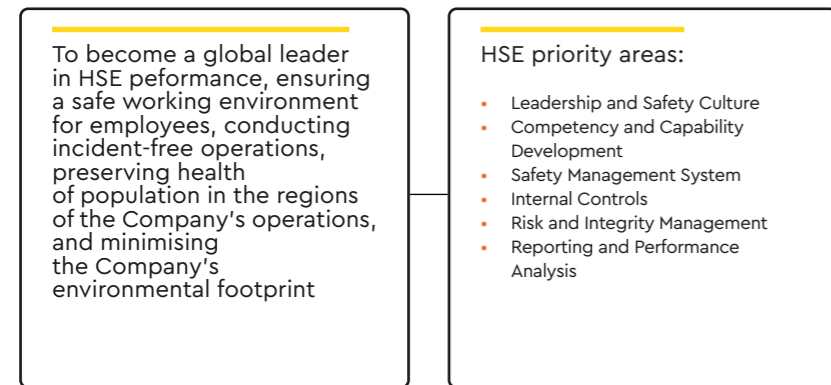 To become a global leader
in HSE peformance, ensuring
a safe working environment
for employees, conducting
incident-free operations,
preserving health
of population in the regions
of the Company's operations,
and minimising
the Company's
environmental footprint
HSE priority areas:
• Leadership and Safety Culture
• Competency and Capability
Development
• Safety Management System
• Internal Controls
• Risk and Integrity Management
• Reporting and Performance
Analysis